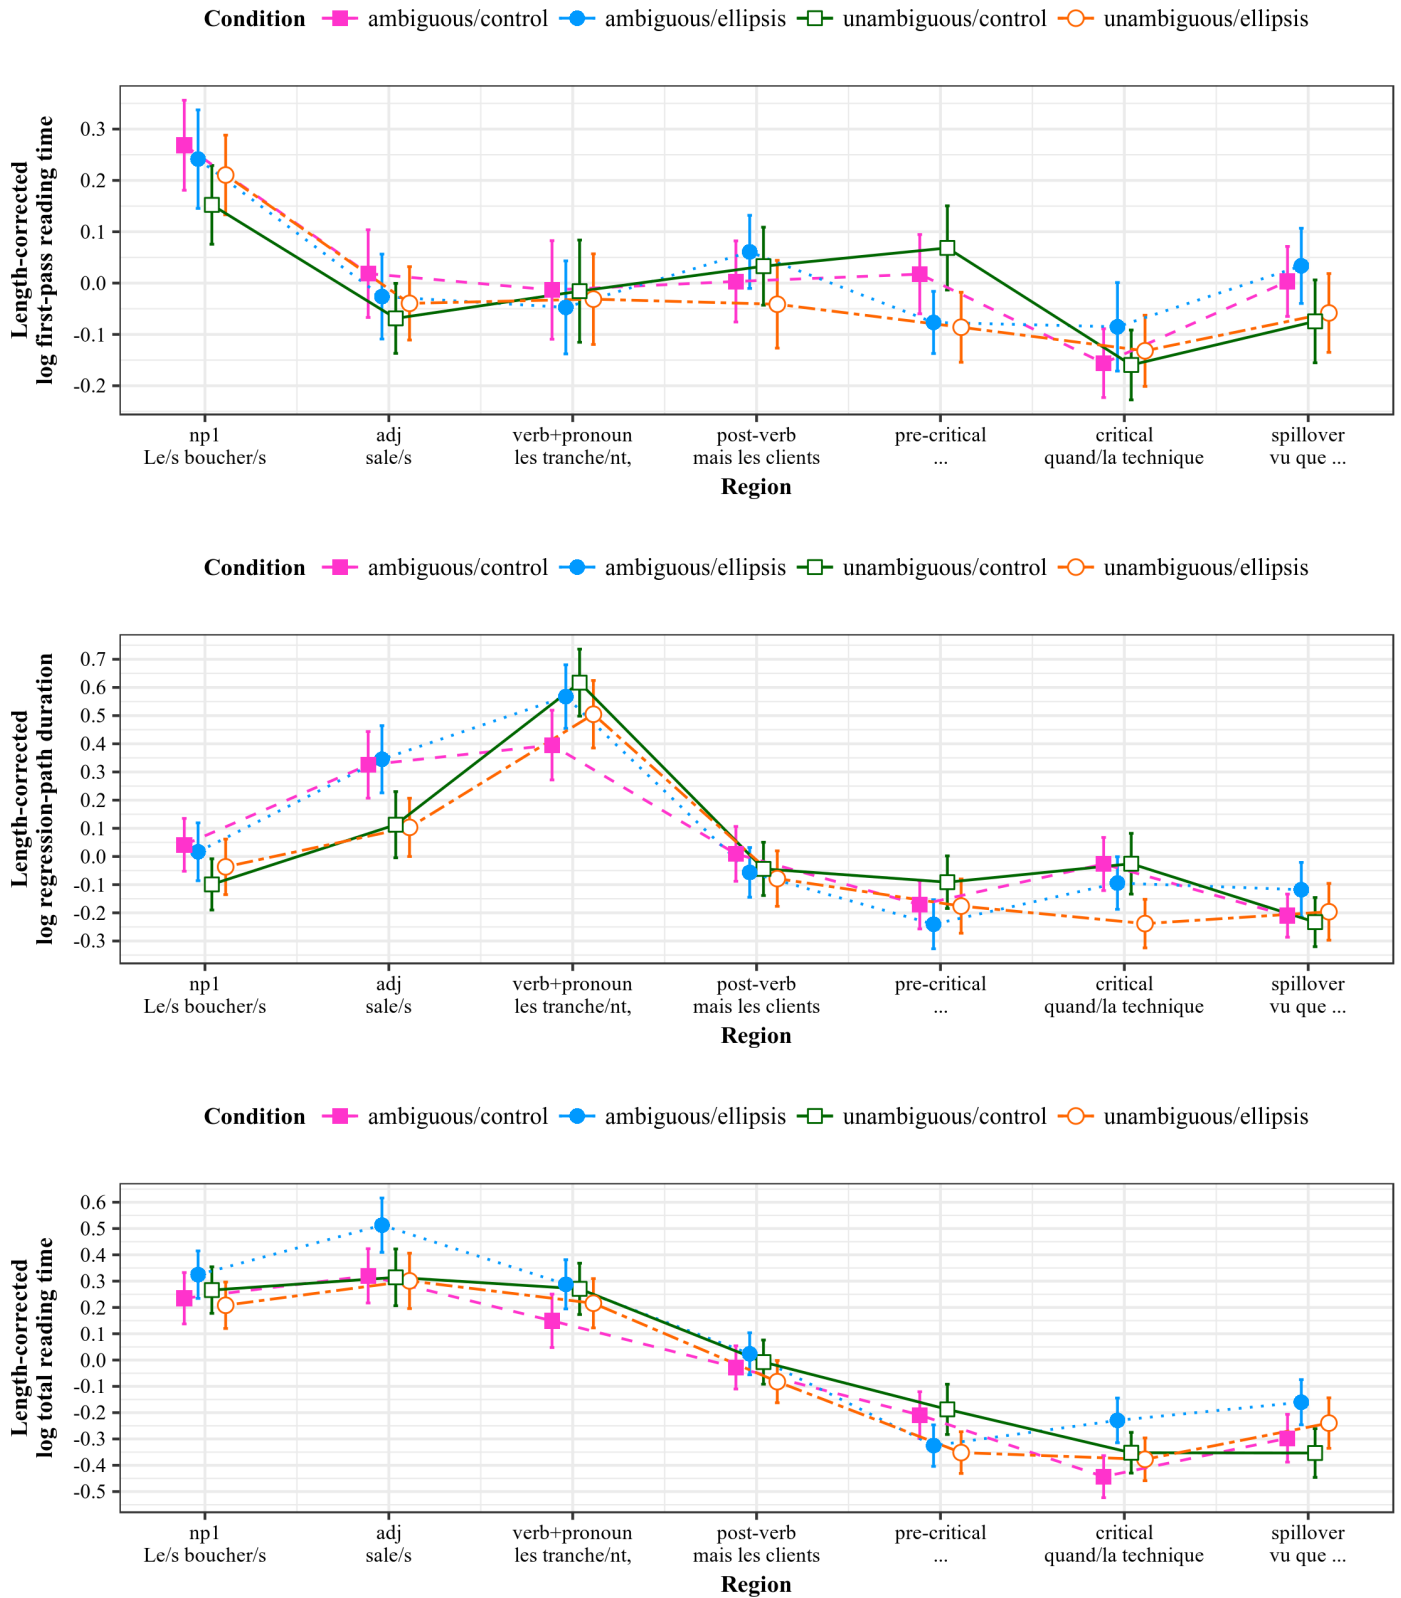 Condition ambiguous/control ambiguous/ellipsis unambiguous/control unambiguous/ellipsis
Length-corrected
log first-pass reading time
0.3
0.2
0.1
0.0
-0.1
-0.2
np1 adj verb+pronoun post-verb pre-critical critical spillover
Le/s boucher/s sale/s les tranche/nt, mais les clients ... quand/la technique vu que ...
Region
Condition ambiguous/control ambiguous/ellipsis unambiguous/control unambiguous/ellipsis
Length-corrected
log regression-path duration
0.7
0.6
0.5
0.4
0.3
0.2
0.1
0.0
-0.1
-0.2
-0.3
np1 adj verb+pronoun post-verb pre-critical critical spillover
Le/s boucher/s sale/s les tranche/nt, mais les clients ... quand/la technique vu que ...
Region
Condition ambiguous/control ambiguous/ellipsis unambiguous/control unambiguous/ellipsis
Length-corrected
log total reading time
0.6
0.5
0.4
0.3
0.2
0.1
0.0
-0.1
-0.2
-0.3
-0.4
-0.5
np1 adj verb+pronoun post-verb pre-critical critical spillover
Le/s boucher/s sale/s les tranche/nt, mais les clients ... quand/la technique vu que ...
Region